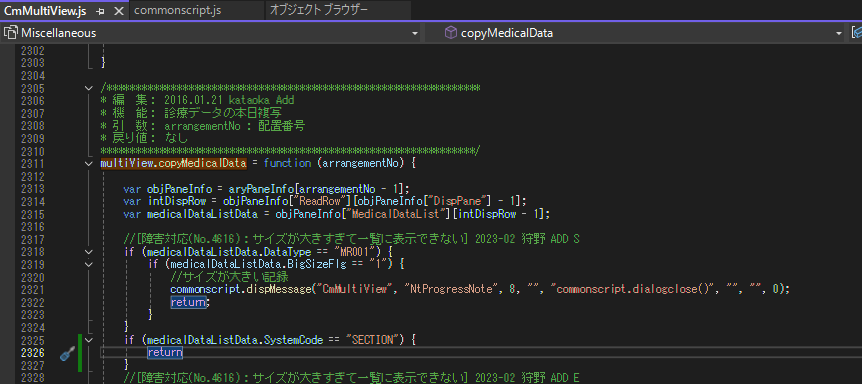 CmMultiView.js
commonscript.js
オブジェクト ブラウザー
Miscellaneous
copyMedicalData
2302
2303 }
2304
2305 /****************************************************************************
2306 * 編　集: 2016.01.21 kataoka Add
2307 * 機　能: 診療データの本日複写
2308 * 引　数: arrangementNo : 配置番号
2309 * 戻り値: なし
2310 ****************************************************************************/
2311 multiView.copyMedicalData = function (arrangementNo) {
2312
2313 var objPaneInfo = aryPaneInfo[arrangementNo - 1];
2314 var intDispRow = objPaneInfo["ReadRow"][objPaneInfo["DispPane"] - 1];
2315 var medicalDataListData = objPaneInfo["MedicalDataList"][intDispRow - 1];
2316
2317 //[障害対応(No.4616)：サイズが大きすぎて一覧に表示できない] 2023-02 狩野 ADD S
2318 if (medicalDataListData.DataType == "MR001") {
2319 if (medicalDataListData.BigSizeFlg == "1") {
2320 //サイズが大きい記録
2321 commonscript.dispMessage("CmMultiView", "NtProgressNote", 8, "", "commonscript.dialogclose()", "", "", 0);
2322 return;
2323 }
2324 }
2325 if (medicalDataListData.SystemCode == "SECTION") {
2326 return
2327 }
2328 //[障害対応(No.4616)：サイズが大きすぎて一覧に表示できない] 2023-02 狩野 ADD E